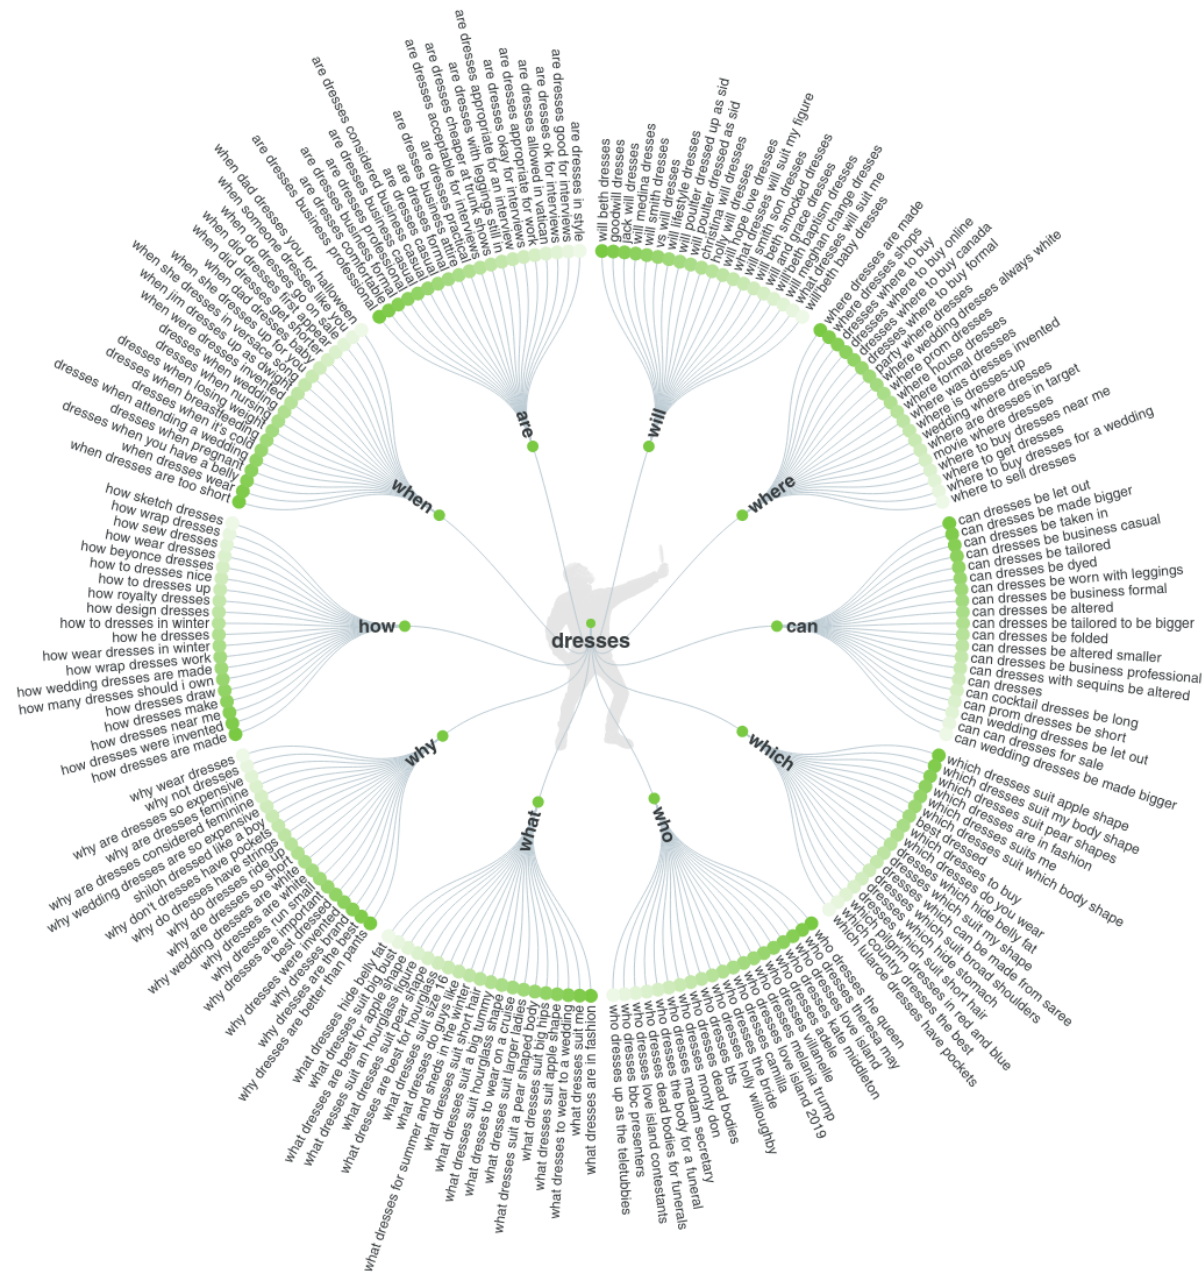 dresses
are
are dresses in style
are dresses good for interviews
are dresses ok for interviews
are dresses allowed in vatican
are dresses appropriate for work
are dresses okay for interviews
are dresses appropriate for an interview
are dresses with leggings still in
are dresses cheaper at trunk shows
are dresses acceptable for interviews
are dresses practical
are dresses business attire
are dresses formal
are dresses casual
are dresses considered business casual
are dresses business casual
are dresses professional
are dresses business formal
are dresses comfortable
are dresses business professional
will
will beth dresses
goodwill dresses
jack will dresses
will medina dresses
will smith dresses
vs will dresses
will lifestyle dresses
will poulter dressed up as sid
will poulter dressed as sid
christina will dresses
holly will dresses
will hope love dresses
what dresses will suit my figure
will smith son dresses
will beth smocked dresses
will and grace dresses
will'beth baptism dresses
will meghan change dresses
what dresses will suit me
will'beth baby dresses
where
where dresses are made
where dresses shops
dresses where to buy
dresses where to buy online
dresses where to buy canada
dresses where to buy formal
party where dresses
where wedding dresses always white
where prom dresses
where house dresses
where formal dresses
where was dresses invented
where is dresses-up
wedding where dresses
where are dresses in target
movie where dresses
where to buy dresses near me
where to get dresses
where to buy dresses for a wedding
where to sell dresses
can
can dresses be let out
can dresses be made bigger
can dresses be taken in
can dresses be business casual
can dresses be tailored
can dresses be dyed
can dresses be worn with leggings
can dresses be business formal
can dresses be altered
can dresses be tailored to be bigger
can dresses be folded
can dresses be altered smaller
can dresses be business professional
can dresses with sequins be altered
can dresses
can cocktail dresses be long
can prom dresses be short
can wedding dresses be let out
can can dresses for sale
can wedding dresses be made bigger
which
which dresses suit apple shape
which dresses suit my body shape
which dresses suit pear shapes
which dresses are in fashion
which dresses suits me
which dresses suit which body shape
best dressed
which dresses to buy
which dresses do you wear
dresses which hide belly fat
dresses which suit my shape
dresses which can be made from saree
dresses which suit broad shoulders
dresses which hide stomach
dresses which suit short hair
which pilgrim dresses in red and blue
which country dresses the best
which lularoe dresses have pockets
who
who dresses the queen
who dresses theresa may
who dresses love island
who dresses kate middleton
who dresses adele
who dresses villanelle
who dresses melania trump
who dresses love island 2019
who dresses camilla
who dresses the bride
who dresses holly willoughby
who dresses bts
who dresses dead bodies
who dresses monty don
who dresses madam secretary
who dresses the body for a funeral
who dresses dead bodies for funerals
who dresses love island contestants
who dresses bbc presenters
who dresses up as the teletubbies
what
what dresses hide belly fat
what dresses suit big bust
what dresses are best for apple shape
what dresses suit an hourglass figure
what dresses suit pear shape
what dresses are best for hourglass
what dresses suit size 16
what dresses do guys like
what dresses for summer and sheds in the winter
what dresses suit short hair
what dresses suit a big tummy
what dresses suit hourglass shape
what dresses to wear on a cruise
what dresses suit larger ladies
what dresses suit a pear shaped body
what dresses suit big hips
what dresses suit apple shape
what dresses to wear to a wedding
what dresses suit me
what dresses are in fashion
why
why wear dresses
why not dresses
why are dresses so expensive
why are dresses feminine
why are dresses considered feminine
why wedding dresses are so expensive
shiloh dressed like a boy
why don't dresses have pockets
why do dresses have strings
why do dresses ride up
why are dresses so short
why wedding dresses are white
why dresses are white
why dresses run small
why dresses are important
best dressed
why dresses were invented
why dresses brand
why dresses are the best
why dresses are better than pants
how
how sketch dresses
how wrap dresses
how sew dresses
how wear dresses
how beyonce dresses
how to dresses nice
how to dresses up
how royalty dresses
how design dresses
how to dresses in winter
how he dresses
how wear dresses in winter
how wrap dresses work
how wedding dresses are made
how many dresses should i own
how dresses draw
how dresses make
how dresses near me
how dresses were invented
how dresses are made
when
when dad dresses you for halloween
when someone dresses like you
when do dresses go on sale
when did dresses first appear
when did dresses get shorter
when dad dresses baby
when she dresses up for you
when she dresses in versace song
when jim dresses up as dwight
when were dresses invented
dresses when wedding
dresses when nursing
dresses when losing weight
dresses when breastfeeding
dresses when it's cold
dresses when attending a wedding
dresses when pregnant
dresses when you have a belly
when dresses wear
when dresses are too short